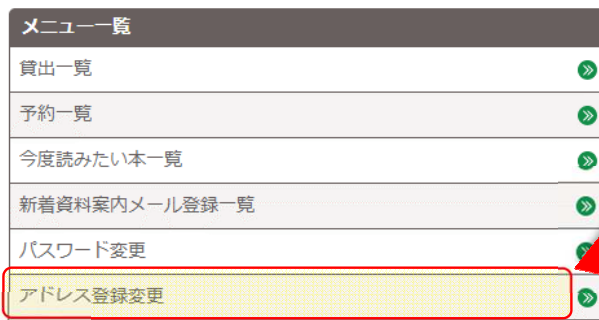 メニュー一覧
貸出一覧
予約一覧
今度読みたい本一覧
新着資料案内メール登録一覧
パスワード変更
アドレス登録変更